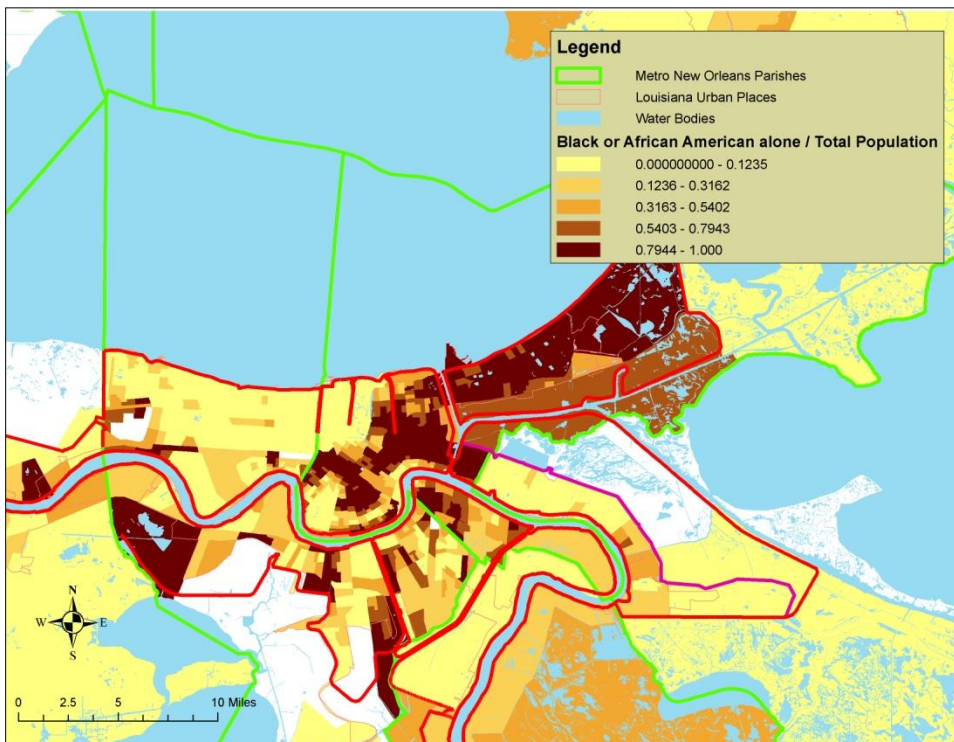 Legend
Metro New Orleans Parishes
Louisiana Urban Places
Water Bodies
Black or African American alone / Total Population
0.000000000 - 0.1235
0.1236 - 0.3162
0.3163 - 0.5402
0.5403 - 0.7943
0.7944 - 1.000
N
W E
S
0 2.5 5 10 Miles